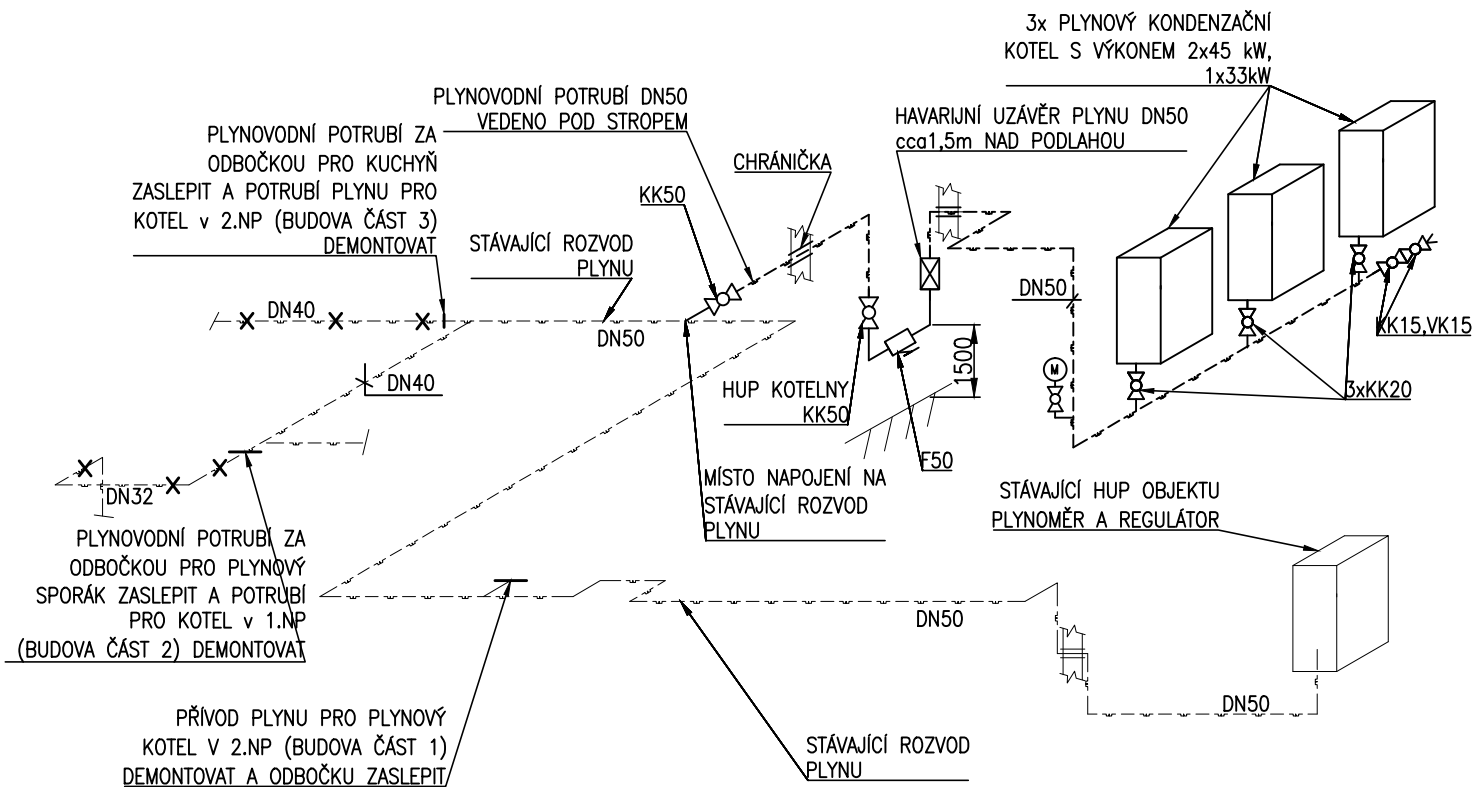 3x PLYNOVÝ KONDENZAČNÍ
KOTEL S VÝKONEM 2x45 kW,
1x33kW
PLYNOVODNÍ POTRUBÍ DN50
VEDENO POD STROPEM
HAVARIJNÍ UZÁVĚR PLYNU DN50
cca1,5m NAD PODLAHOU
PLYNOVODNÍ POTRUBÍ ZA
ODBOČKOU PRO KUCHYŇ
ZASLEPIT A POTRUBÍ PLYNU PRO
KOTEL v 2.NP (BUDOVA ČÁST 3)
DEMONTOVAT
CHRÁNIČKA
KK50
STÁVAJÍCÍ ROZVOD
PLYNU
DN40
DN50
DN50
KK15,VK15
DN40
HUP KOTELNY
KK50
1500
M
3xKK20
F50
MÍSTO NAPOJENÍ NA
STÁVAJÍCÍ ROZVOD
PLYNU
DN32
STÁVAJÍCÍ HUP OBJEKTU
PLYNOMĚR A REGULÁTOR
PLYNOVODNÍ POTRUBÍ ZA
ODBOČKOU PRO PLYNOVÝ
SPORÁK ZASLEPIT A POTRUBÍ
PRO KOTEL v 1.NP
(BUDOVA ČÁST 2) DEMONTOVAT
DN50
DN50
PŘÍVOD PLYNU PRO PLYNOVÝ
KOTEL V 2.NP (BUDOVA ČÁST 1)
DEMONTOVAT A ODBOČKU ZASLEPIT
STÁVAJÍCÍ ROZVOD
PLYNU